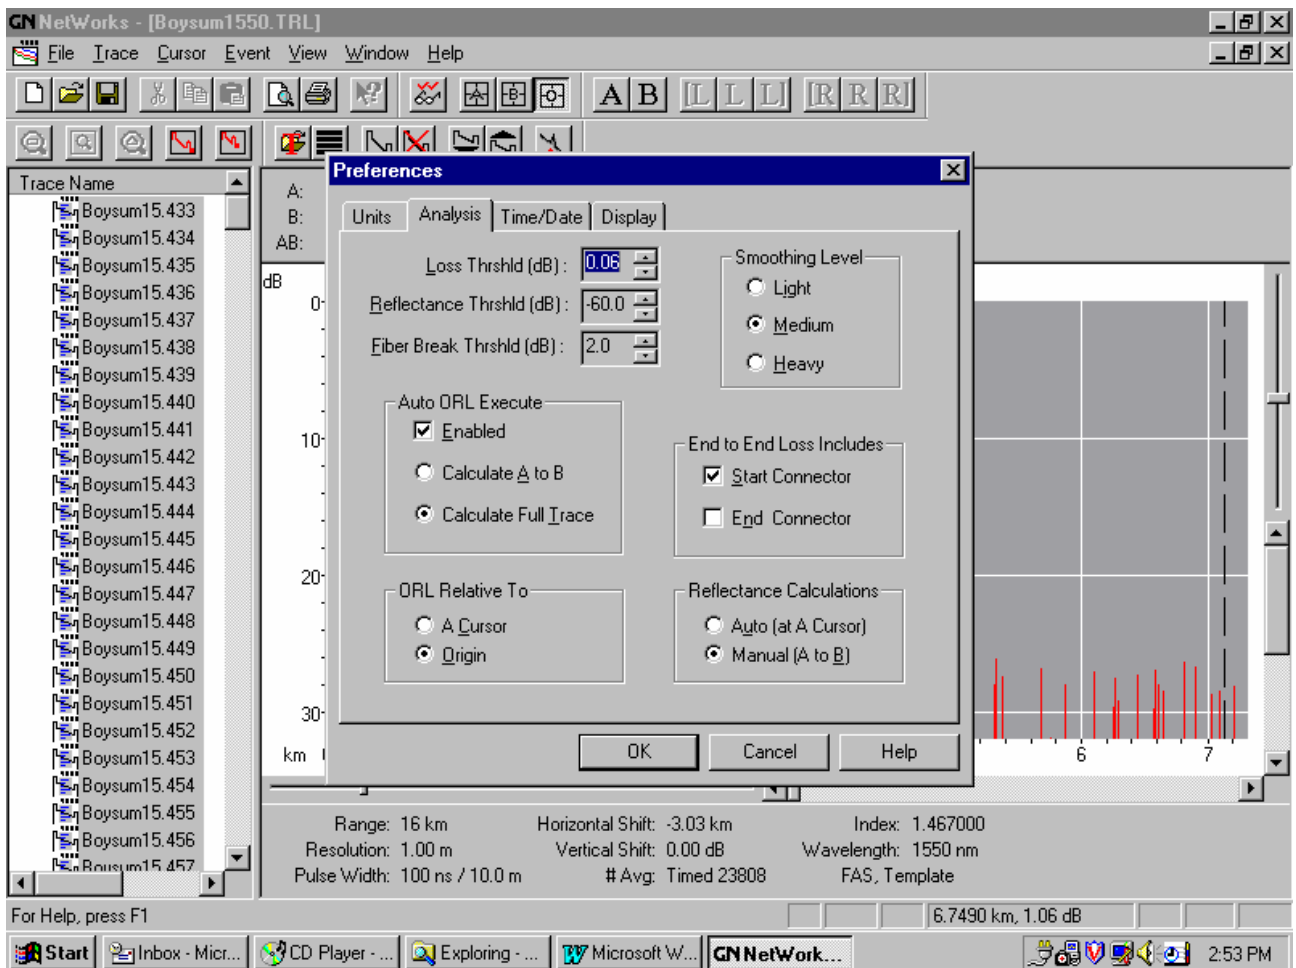 GN NetWorks - [Boysum1550.TRL]
File Trace Cursor Event View Window Help
A B [L L L] [R R R]
Trace Name
Boysum15.433
Boysum15.434
Boysum15.435
Boysum15.436
Boysum15.437
Boysum15.438
Boysum15.439
Boysum15.440
Boysum15.441
Boysum15.442
Boysum15.443
Boysum15.444
Boysum15.445
Boysum15.446
Boysum15.447
Boysum15.448
Boysum15.449
Boysum15.450
Boysum15.451
Boysum15.452
Boysum15.453
Boysum15.454
Boysum15.455
Boysum15.456
Boysum15.457
A:
B:
AB:
dB
0
10
20
30
km
6 7
Preferences
Units Analysis Time/Date Display
Loss Thrshld (dB) : 0.06
Reflectance Thrshld (dB) : -60.0
Fiber Break Thrshld (dB) : 2.0
Smoothing Level
Light
Medium
Heavy
Auto ORL Execute
Enabled
Calculate A to B
Calculate Full Trace
End to End Loss Includes
Start Connector
End Connector
ORL Relative To
A Cursor
Origin
Reflectance Calculations
Auto (at A Cursor)
Manual (A to B)
OK Cancel Help
Range: 16 km Horizontal Shift: -3.03 km Index: 1.467000
Resolution: 1.00 m Vertical Shift: 0.00 dB Wavelength: 1550 nm
Pulse Width: 100 ns / 10.0 m # Avg: Timed 23808 FAS, Template
For Help, press F1 6.7490 km, 1.06 dB
Start Inbox - Micr... CD Player - ... Exploring - ... Microsoft W... GN NetWork... 2:53 PM